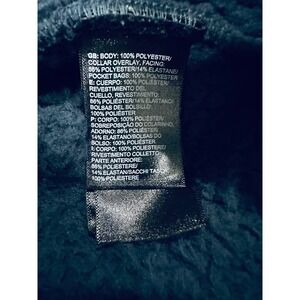 GB: BODY: 100% POLYESTER/
COLLAR OVERLAY, FACING
86% POLYESTER/14% ELASTANE/
POCKET BAGS: 100% POLYESTER
E: CUERPO: 100% POLIÉSTER/
REVESTIMIENTO DEL
CUELLO, REVESTIMIENTO:
86% POLIÉSTER/14% ELASTANO/
BOLSAS DEL BOLSILLO:
100% POLIÉSTER
P: CORPO: 100% POLIÉSTER/
SOBREPOSIÇÃO DO COLARINHO,
ADORNO: 86% POLIÉSTER/
14% ELASTANO/BOLSAS DO
BOLSO: 100% POLIÉSTER
I: CORPO: 100% POLIESTERE/
RIVESTIMENTO COLLETTO,
PARTE ANTERIORE:
86% POLIESTERE/
14% ELASTAN/SACCHI TASCA:
100% POLIESTERE